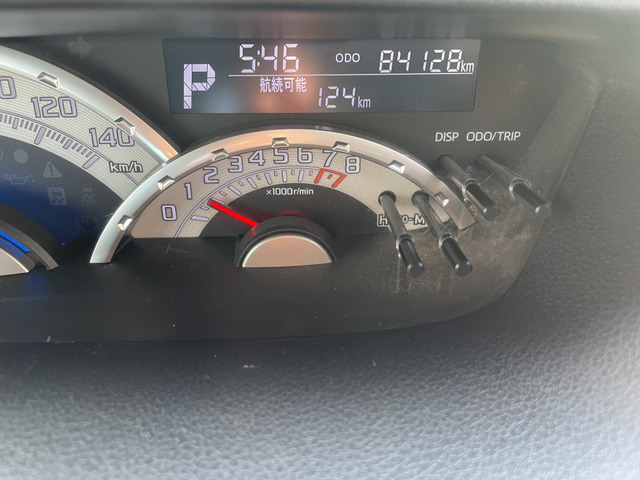 5:46 ODO 84128km
P 航続可能
124km
DISP ODO/TRIP
120 140
km/h
0 1 2 3 4 5 6 7 8
×1000r/min